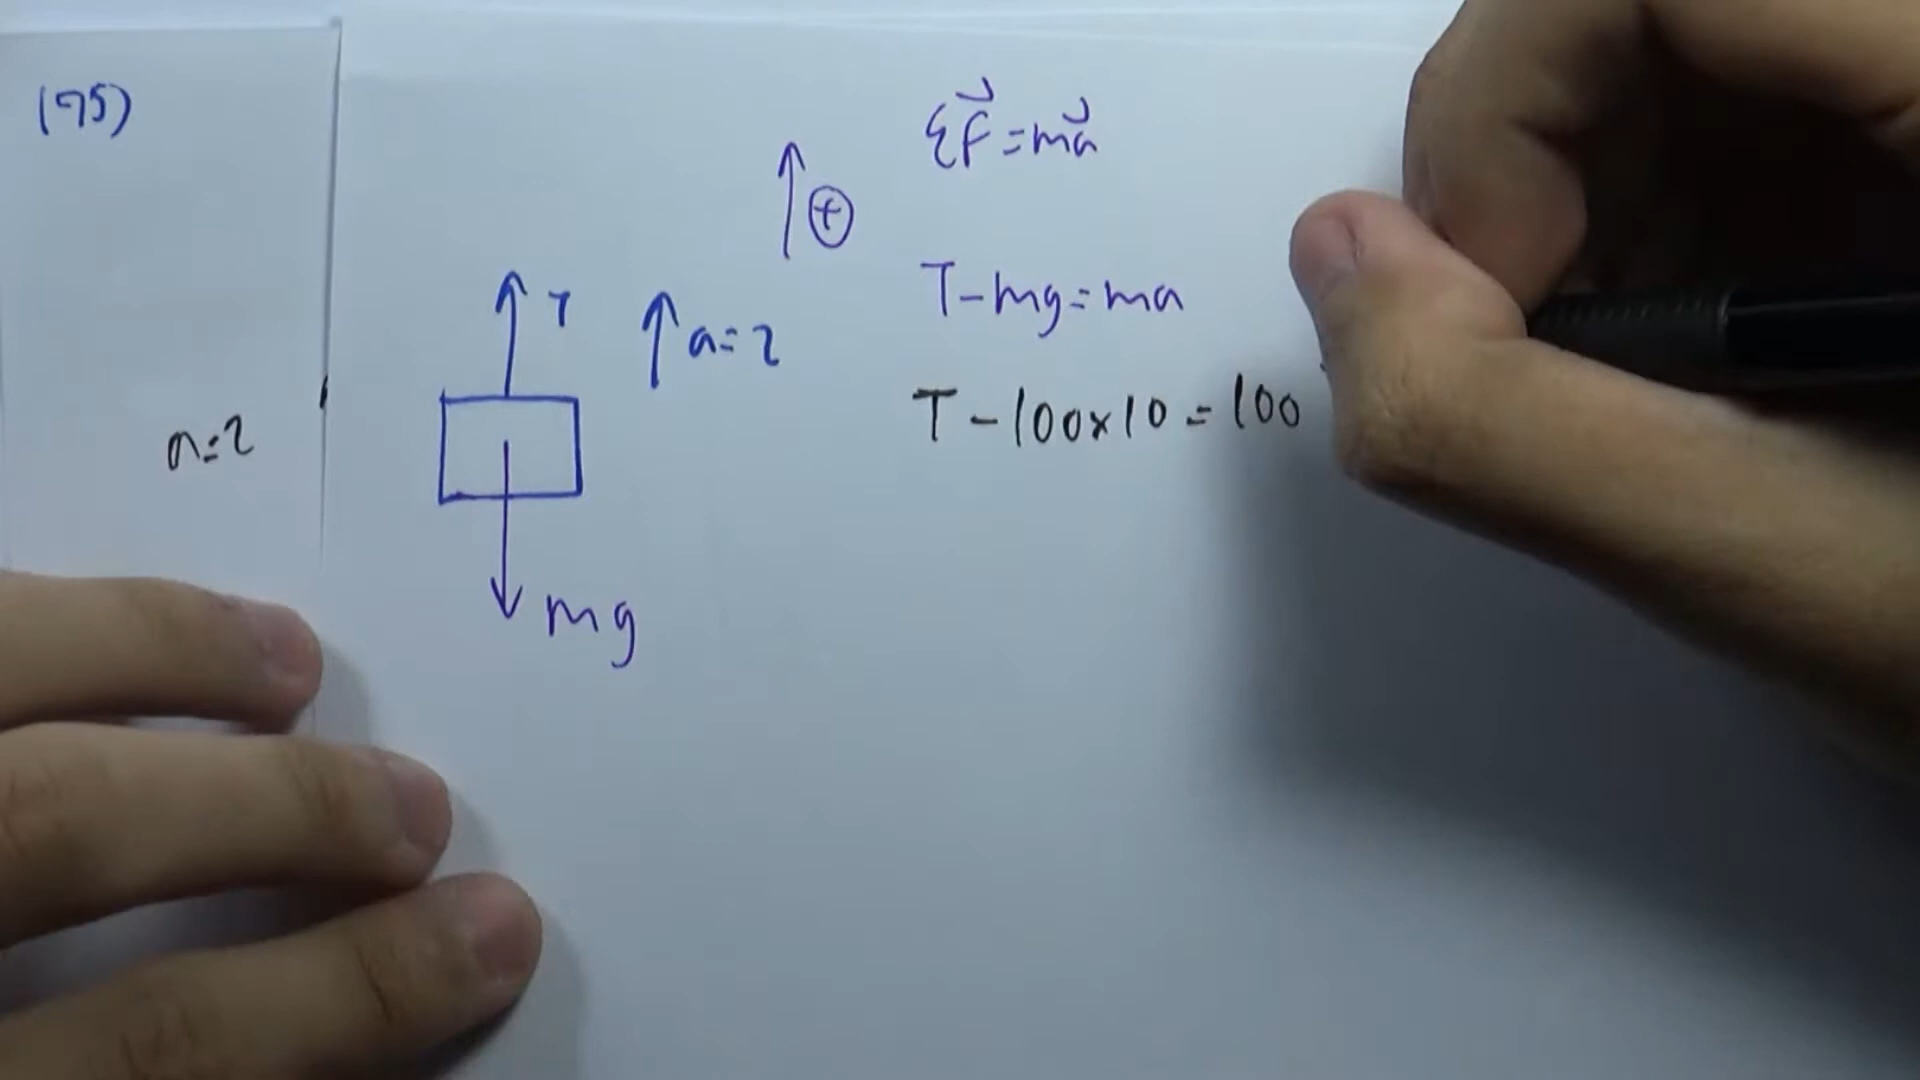 (75)
ΣF⃗ = ma⃗
+
T - mg = ma
T
a = 2
T - 100 × 10 = 100
a = 2
mg